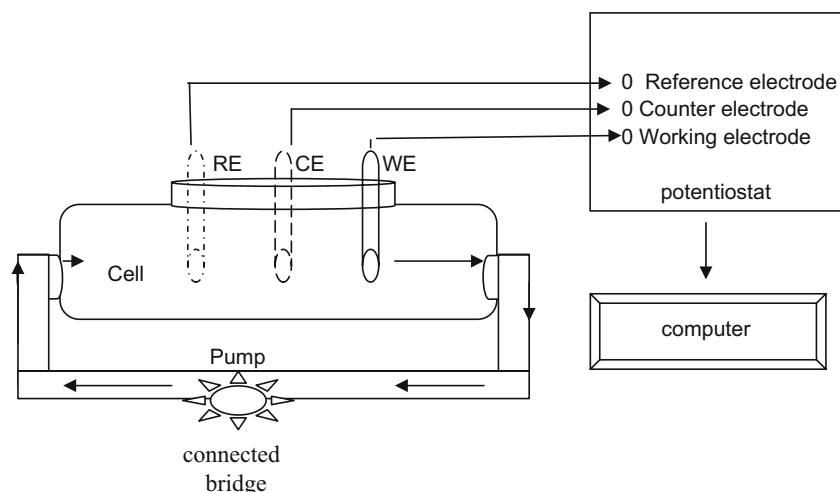 0 Reference electrode
0 Counter electrode
0 Working electrode
potentiostat
RE
CE
WE
Cell
computer
Pump
connected
bridge